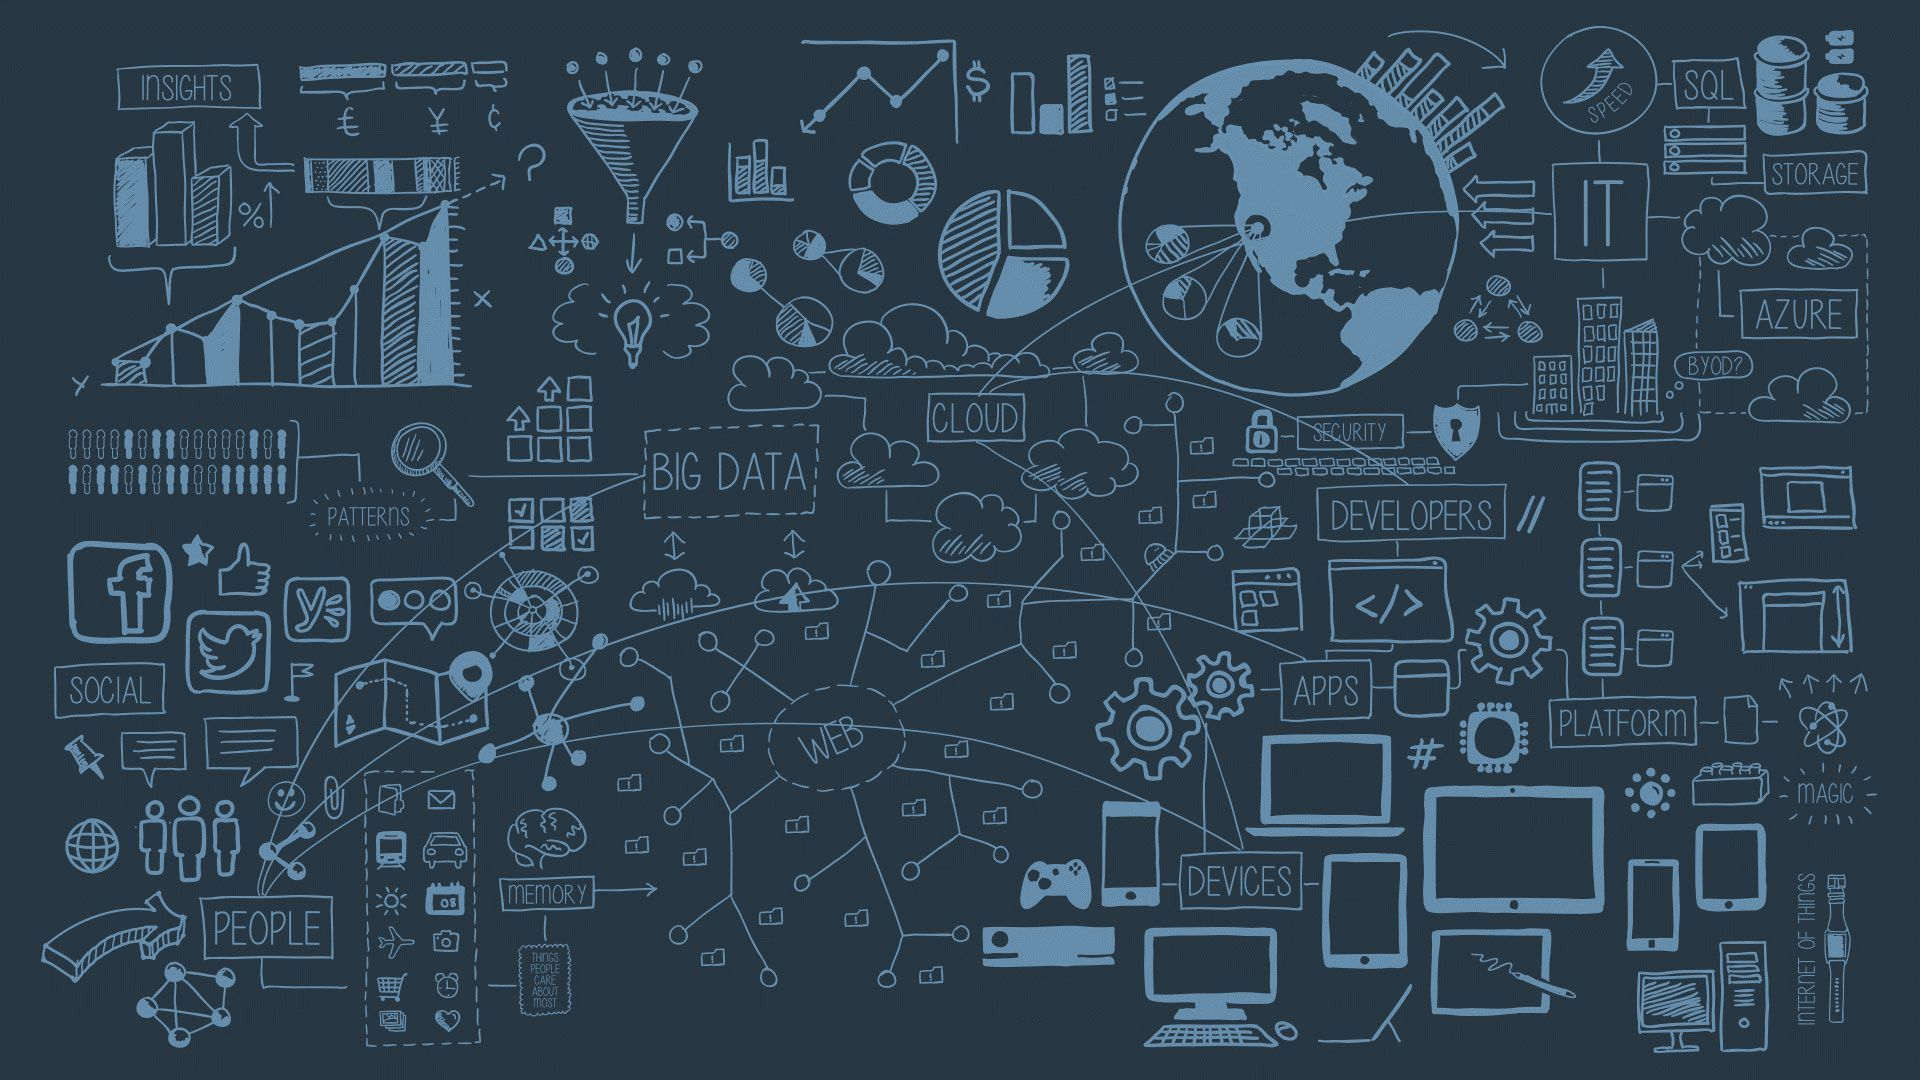 INSIGHTS
€
¥
¢
%
?
X
Y
$
SPEED
SQL
STORAGE
IT
AZURE
BYOD?
CLOUD
SECURITY
BIG DATA
PATTERNS
DEVELOPERS
//
</>
f
y
SOCIAL
WEB
APPS
PLATFORM
#
MAGIC
MEMORY
DEVICES
PEOPLE
08
THINGS
PEOPLE
CARE
ABOUT
MOST
INTERNET OF THINGS